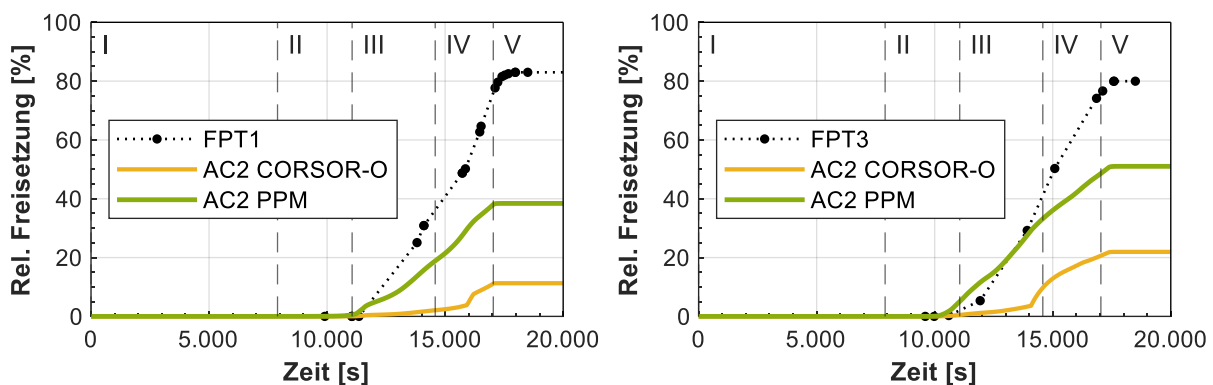 Rel. Freisetzung [%]
100
80
60
40
20
0
I
II
III
IV
V
FPT1
AC2 CORSOR-O
AC2 PPM
0
5.000
10.000
15.000
20.000
Zeit [s]
Rel. Freisetzung [%]
100
80
60
40
20
0
I
II
III
IV
V
FPT3
AC2 CORSOR-O
AC2 PPM
0
5.000
10.000
15.000
20.000
Zeit [s]